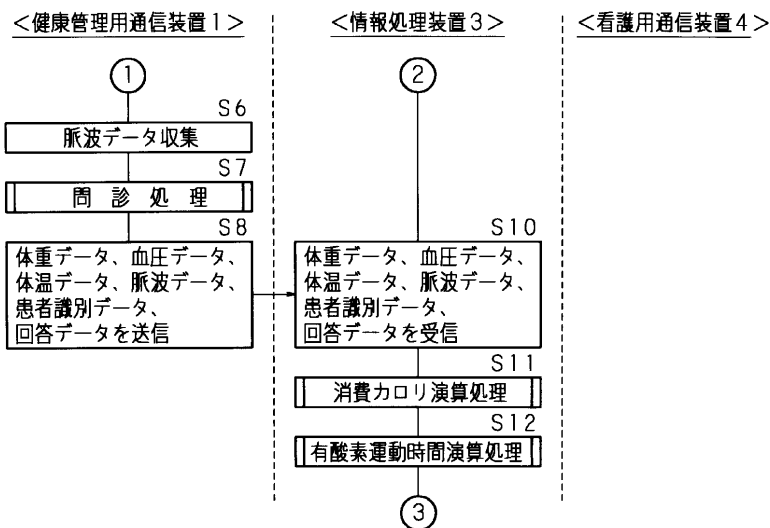 <健康管理用通信装置1>
<情報処理装置3>
<看護用通信装置4>
1
2
S6
脈波データ収集
S7
問診処理
S8
体重データ、血圧データ、
体温データ、脈波データ、
患者識別データ、
回答データを送信
S10
体重データ、血圧データ、
体温データ、脈波データ、
患者識別データ、
回答データを受信
S11
消費カロリ演算処理
S12
有酸素運動時間演算処理
3